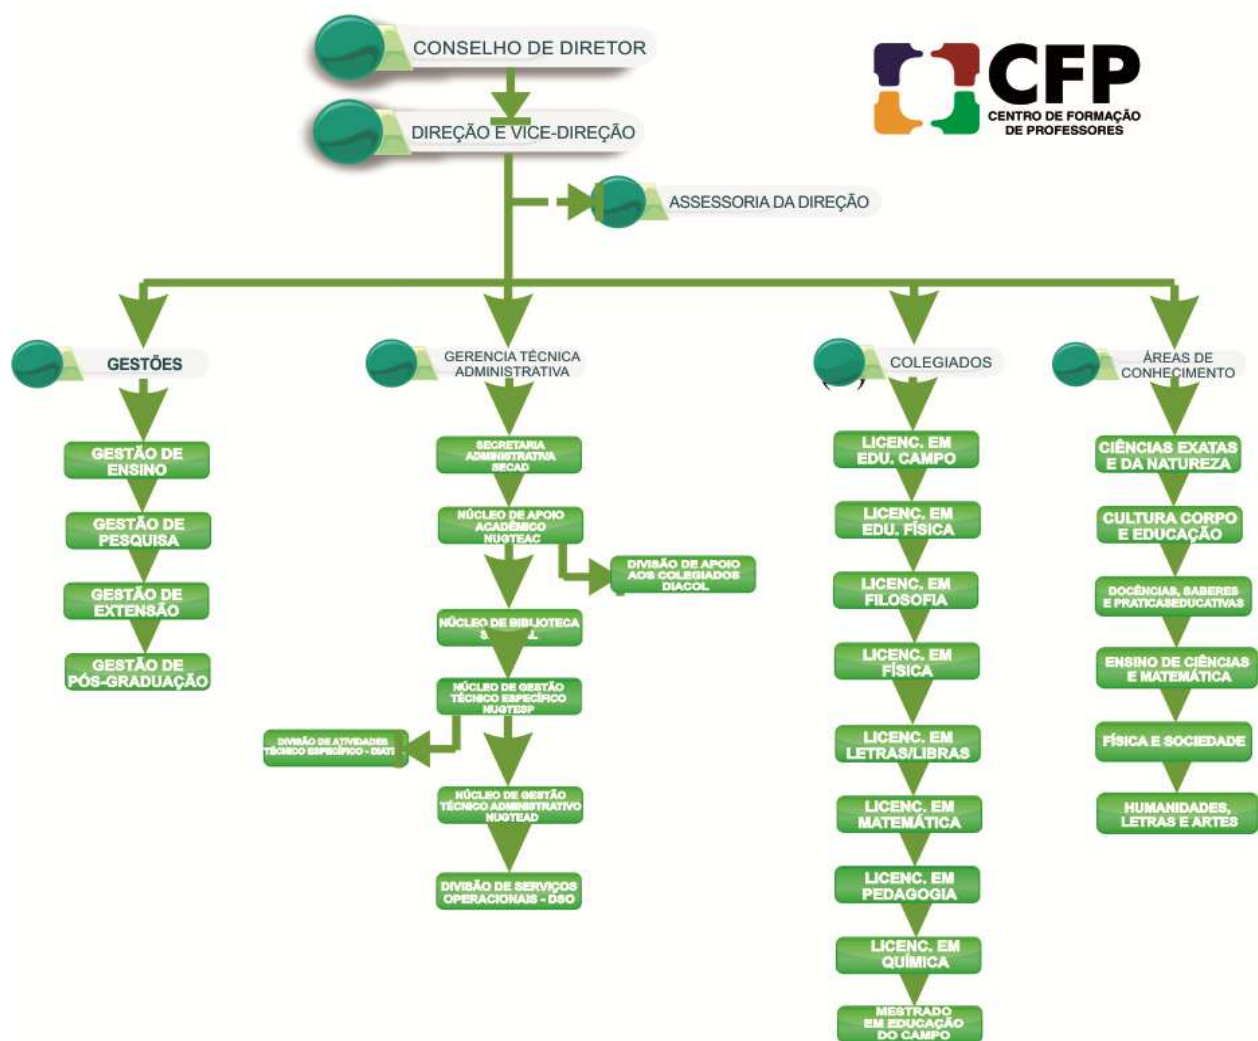 CONSELHO DE DIRETOR
CFP
CENTRO DE FORMAÇÃO
DE PROFESSORES
DIREÇÃO E VICE-DIREÇÃO
ASSESSORIA DA DIREÇÃO
GESTÕES
GESTÃO DE
ENSINO
GESTÃO DE
PESQUISA
GESTÃO DE
EXTENSÃO
GESTÃO DE
PÓS-GRADUAÇÃO
GERENCIA TÉCNICA
ADMINISTRATIVA
SECRETARIA
ADMINISTRATIVA
SECAD
NÚCLEO DE APOIO
ACADÊMICO
NUGTEAC
DIVISÃO DE APOIO
AOS COLEGIADOS
DIACOL
NÚCLEO DE BIBLIOTECA
NÚCLEO DE GESTÃO
TÉCNICO ESPECÍFICO
NUGTESP
DIVISÃO DE ATIVIDADES
TÉCNICO ESPECÍFICO -
NÚCLEO DE GESTÃO
TÉCNICO ADMINISTRATIVO
NUGTEAD
DIVISÃO DE SERVIÇOS
OPERACIONAIS - DSO
COLEGIADOS
LICENC. EM
EDU. CAMPO
LICENC. EM
EDU. FÍSICA
LICENC. EM
FILOSOFIA
LICENC. EM
FÍSICA
LICENC. EM
LETRAS/LIBRAS
LICENC. EM
MATEMÁTICA
LICENC. EM
PEDAGOGIA
LICENC. EM
QUÍMICA
MESTRADO
EM EDUCAÇÃO
DO CAMPO
ÁREAS DE
CONHECIMENTO
CIÊNCIAS EXATAS
E DA NATUREZA
CULTURA CORPO
E EDUCAÇÃO
DOCÊNCIAS, SABERES
E PRATICASEDUCATIVAS
ENSINO DE CIÊNCIAS
E MATEMÁTICA
FÍSICA E SOCIEDADE
HUMANIDADES,
LETRAS E ARTES